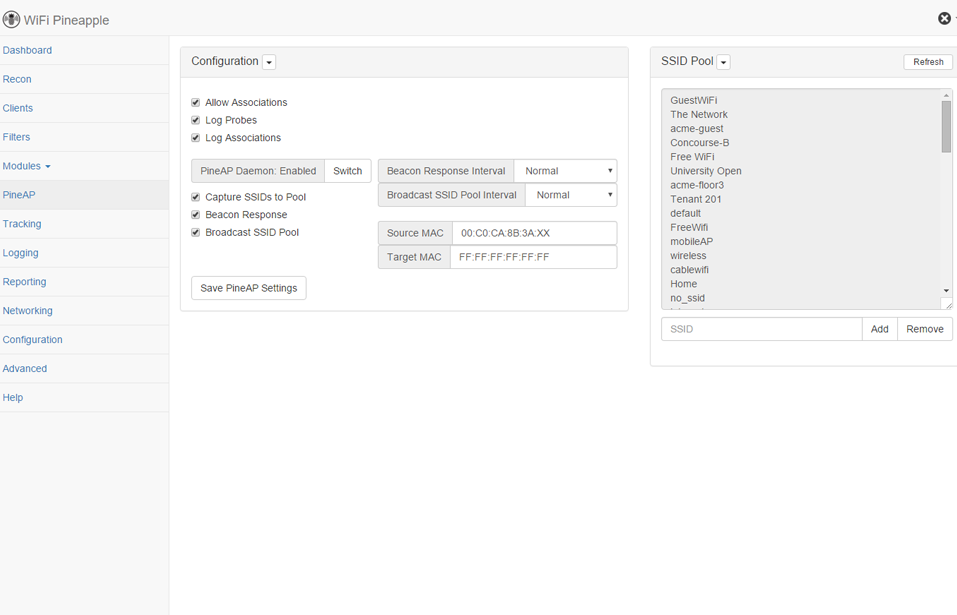 WiFi Pineapple
Dashboard
Recon
Clients
Filters
Modules
PineAP
Tracking
Logging
Reporting
Networking
Configuration
Advanced
Help
Configuration
Allow Associations
Log Probes
Log Associations
PineAP Daemon: Enabled Switch
Capture SSIDs to Pool
Beacon Response
Broadcast SSID Pool
Beacon Response Interval Normal
Broadcast SSID Pool Interval Normal
Source MAC 00:C0:CA:8B:3A:XX
Target MAC FF:FF:FF:FF:FF:FF
Save PineAP Settings
SSID Pool Refresh
GuestWiFi
The Network
acme-guest
Concourse-B
Free WiFi
University Open
acme-floor3
Tenant 201
default
FreeWifi
mobileAP
wireless
cablewifi
Home
no_ssid
SSID Add Remove